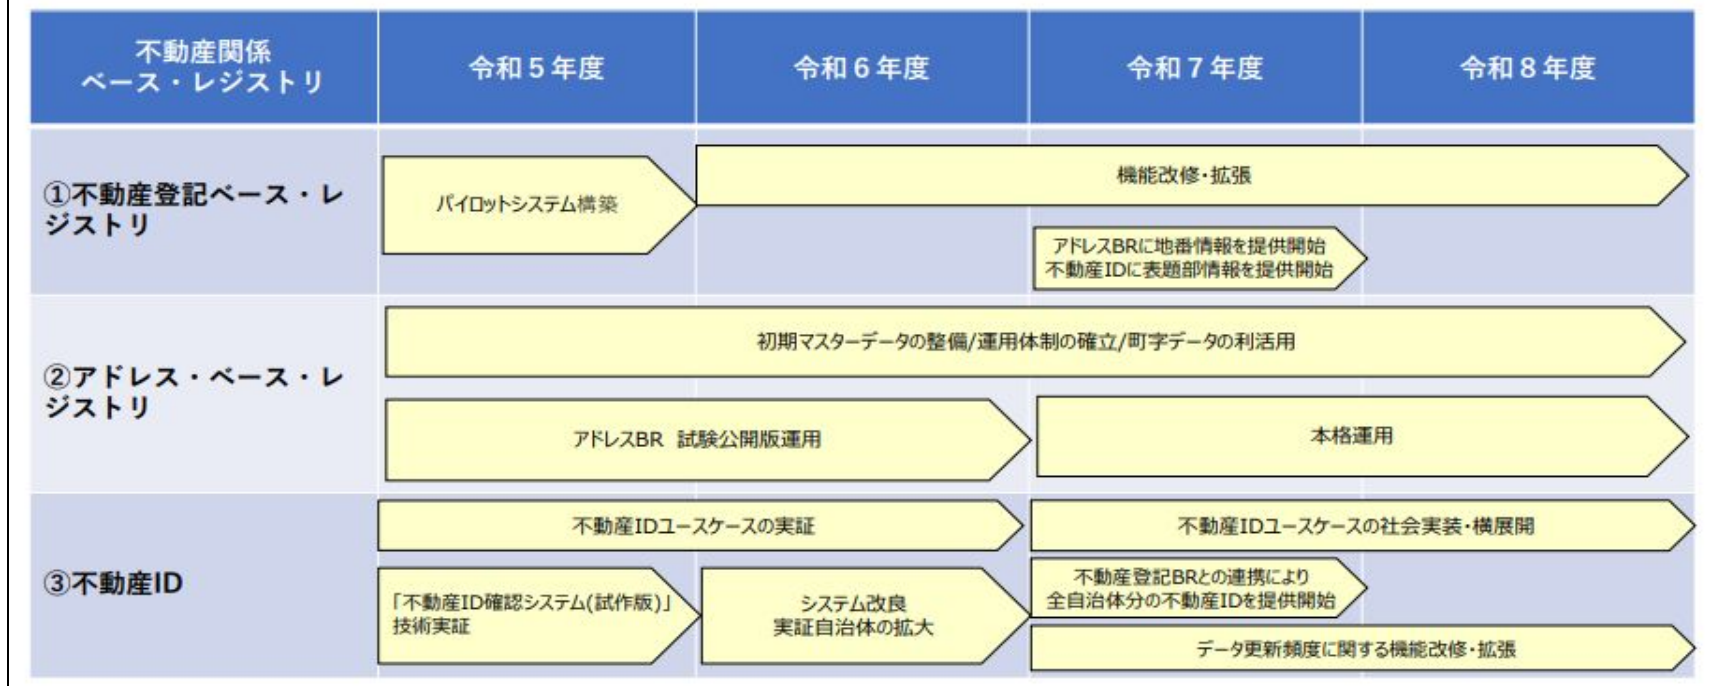 不動産関係
ベース・レジストリ
令和５年度
令和６年度
令和７年度
令和８年度
①不動産登記ベース・レ
ジストリ
パイロットシステム構築
機能改修・拡張
アドレスBRに地番情報を提供開始
不動産IDに表題部情報を提供開始
②アドレス・ベース・レ
ジストリ
初期マスターデータの整備/運用体制の確立/町字データの利活用
アドレスBR 試験公開版運用
本格運用
③不動産ID
不動産IDユースケースの実証
不動産IDユースケースの社会実装・横展開
「不動産ID確認システム(試作版)」
技術実証
システム改良
実証自治体の拡大
不動産登記BRとの連携により
全自治体分の不動産IDを提供開始
データ更新頻度に関する機能改修・拡張